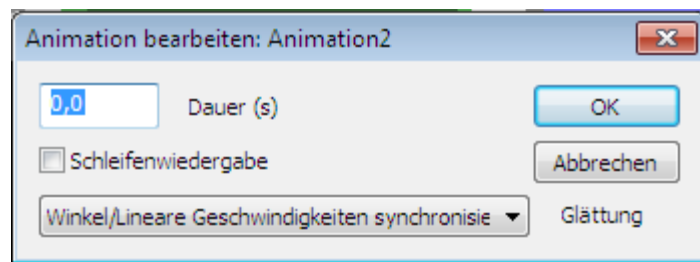 Animation bearbeiten: Animation2
0,0 Dauer (s) OK
Schleifenwiedergabe Abbrechen
Winkel/Lineare Geschwindigkeiten synchronisie Glättung